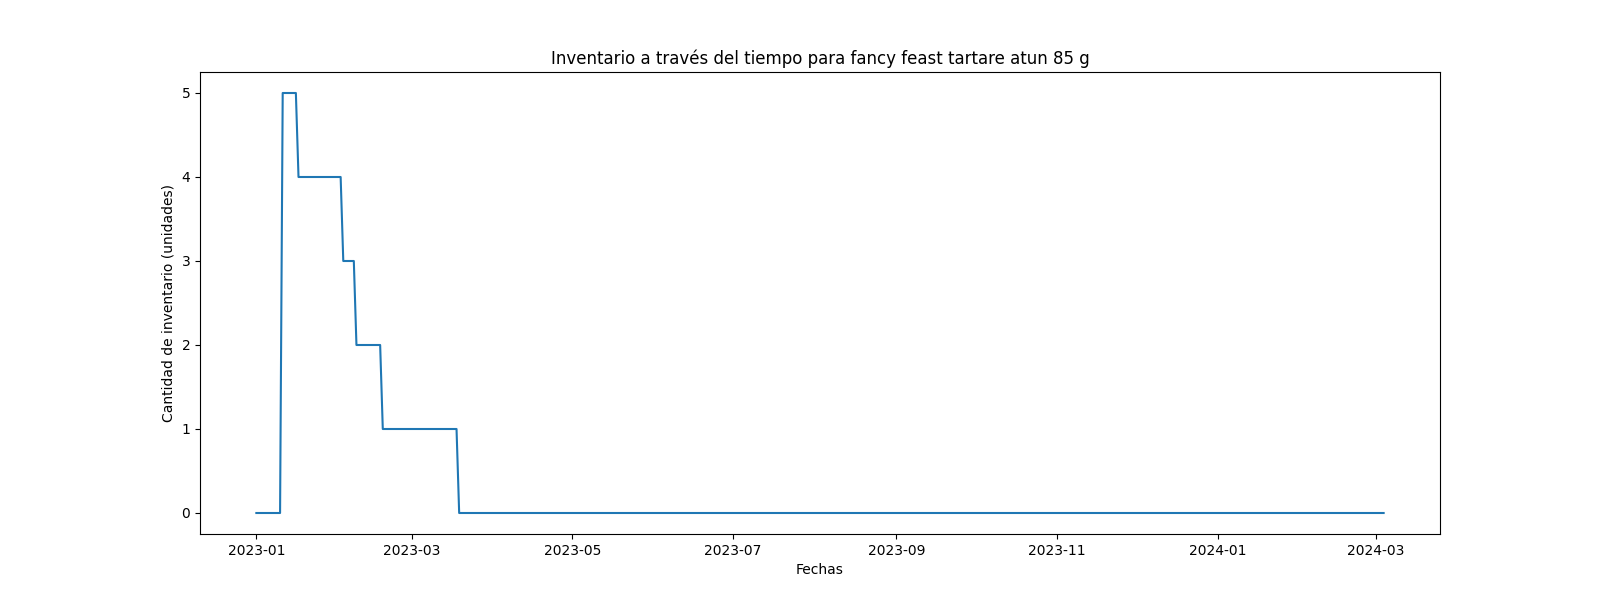 Inventario a través del tiempo para fancy feast tartare atun 85 g
Cantidad de inventario (unidades)
5
4
3
2
1
0
2023-01 2023-03 2023-05 2023-07 2023-09 2023-11 2024-01 2024-03
Fechas